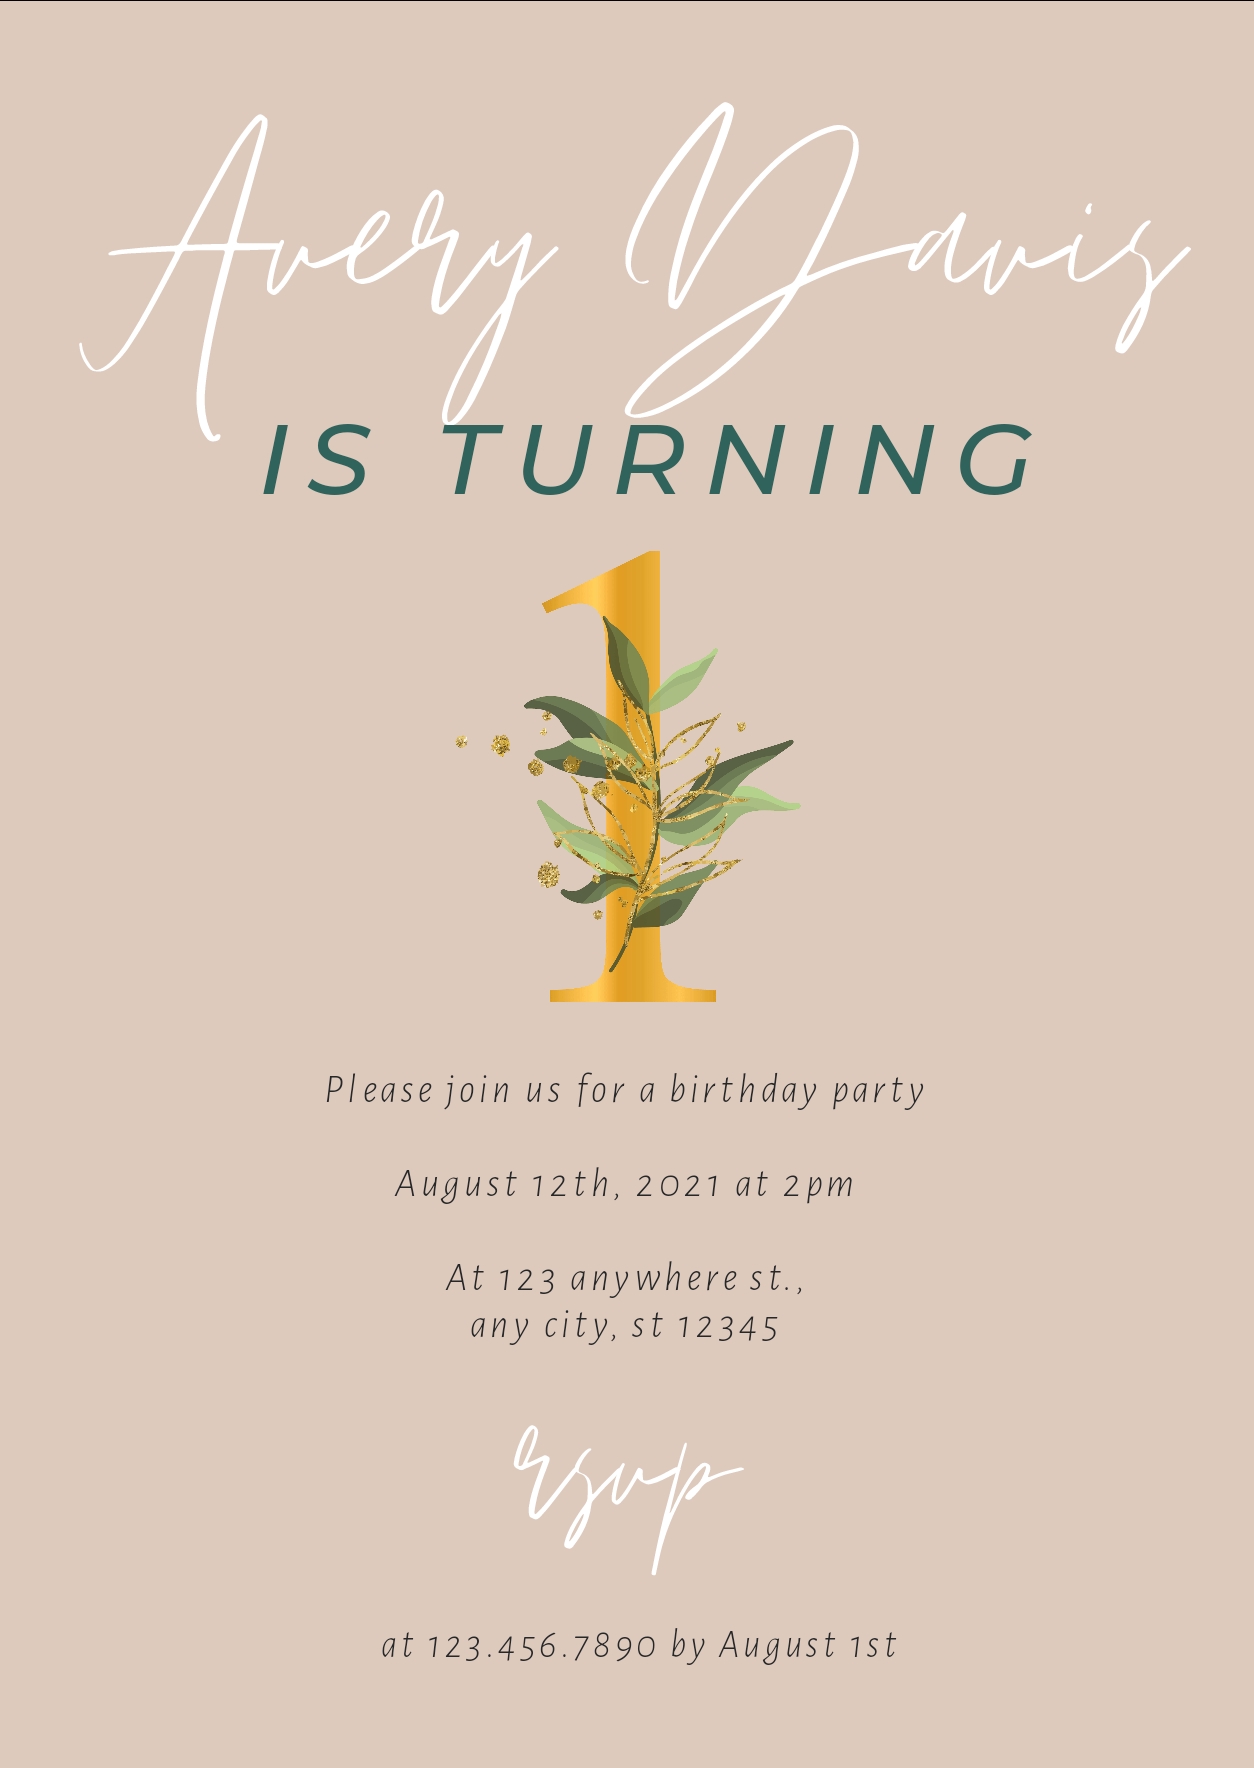 Avery Davis
IS TURNING
1
Please join us for a birthday party
August 12th, 2021 at 2pm
At 123 anywhere st.,
any city, st 12345
rsvp
at 123.456.7890 by August 1st